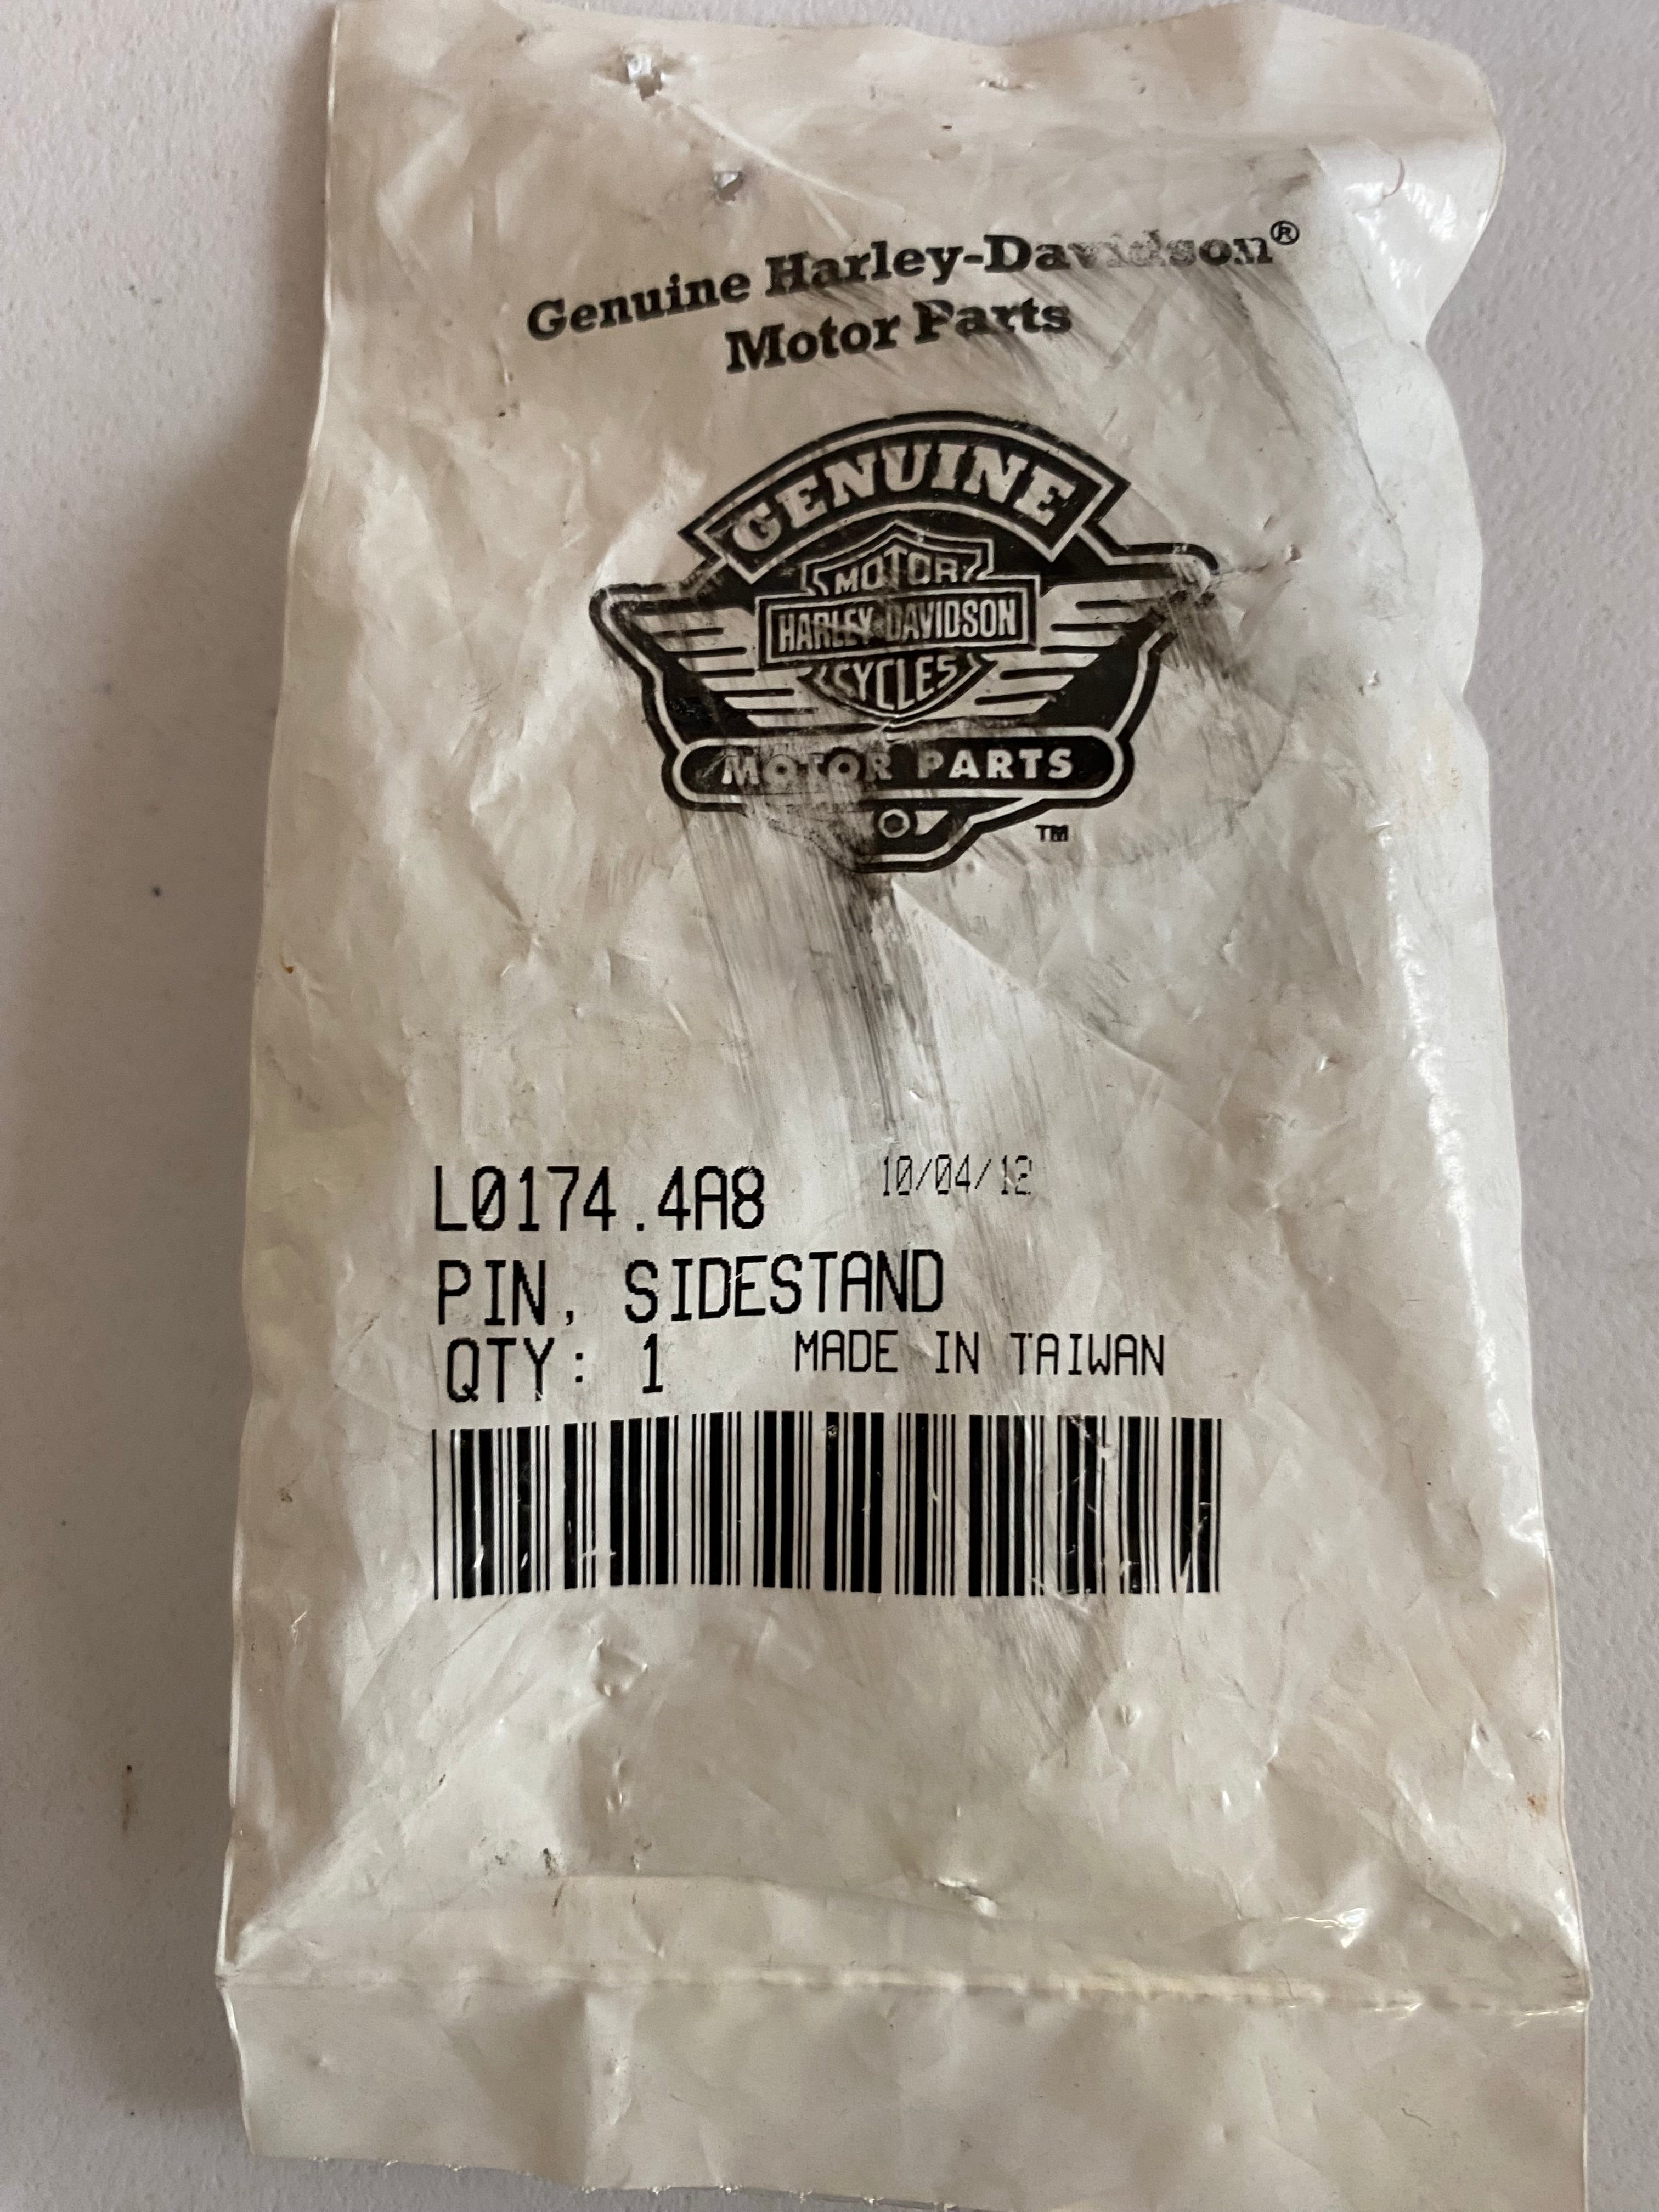 Genuine Harley-Davidson®
Motor Parts
GENUINE
MOTOR
HARLEY-DAVIDSON
CYCLES
MOTOR PARTS
TM
L0174.4A8 10/04/12
PIN, SIDESTAND
QTY: 1 MADE IN TAIWAN